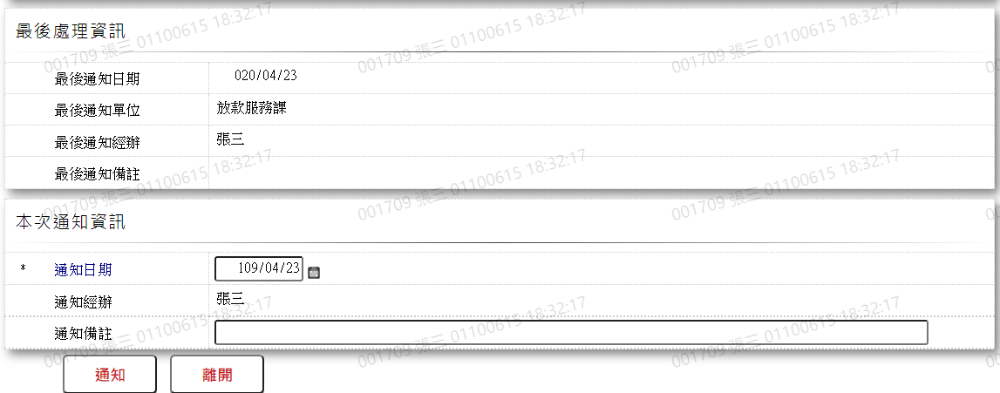 最後處理資訊
最後通知日期 020/04/23
最後通知單位 放款服務課
最後通知經辦 張三
最後通知備註
本次通知資訊
* 通知日期 109/04/23
通知經辦 張三
通知備註
通知 離開
001709 張三 01100615 18:32:17